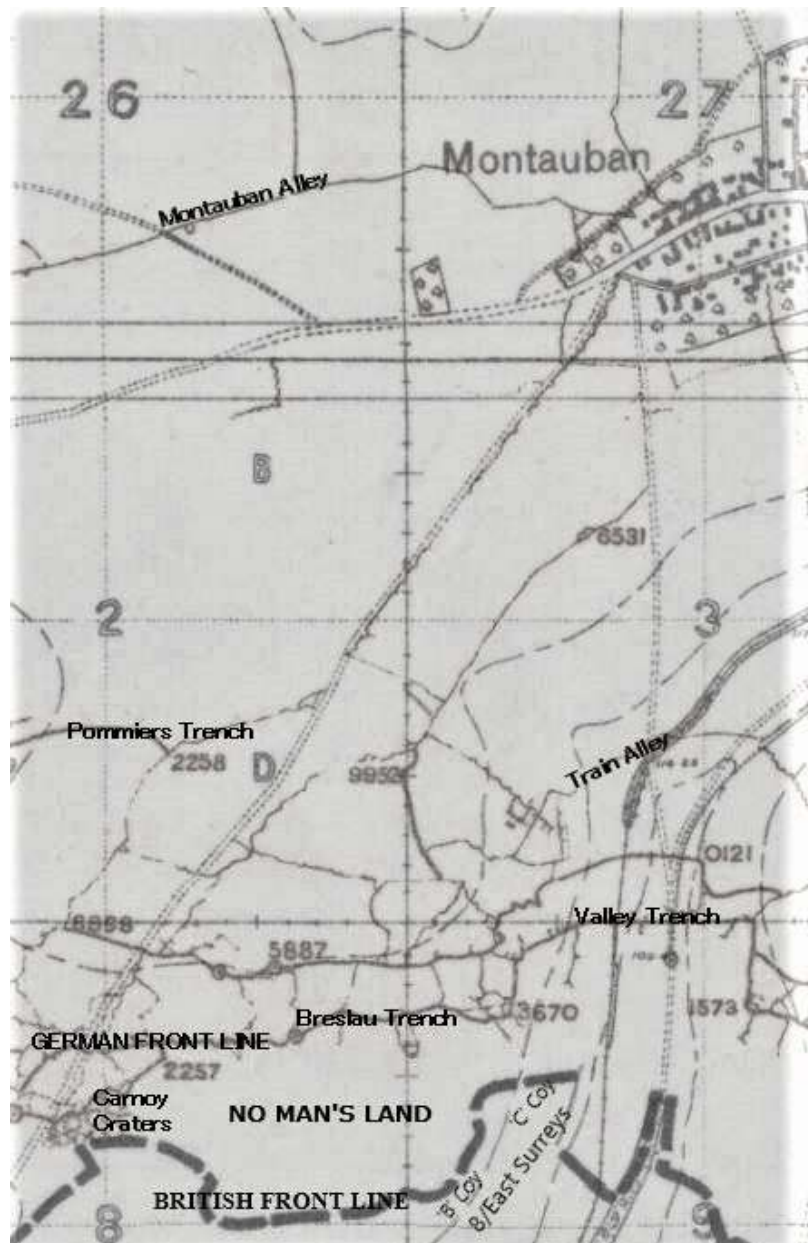 26
27
Montauban
Montauban Alley
B
6531
2
3
Pommiers Trench
2258
D
9952
Train Alley
0121
6898
Valley Trench
5887
Breslau Trench
3670
1573
GERMAN FRONT LINE
2257
D
Carnoy
Craters
NO MAN'S LAND
'C' Coy
'B' Coy
8/East Surreys
BRITISH FRONT LINE
8
9